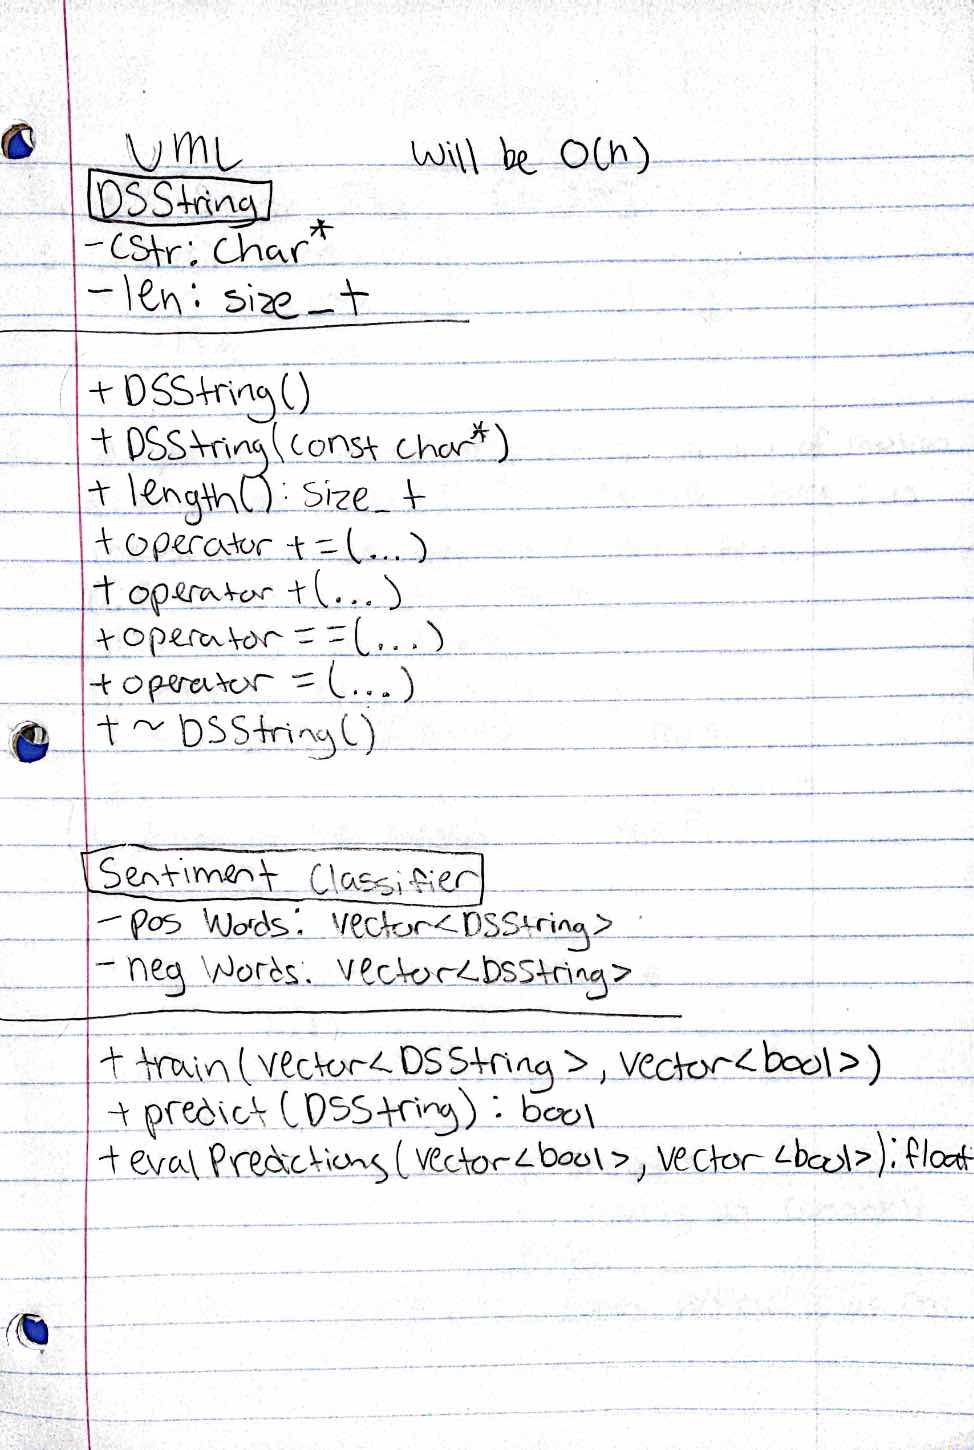 UML
Will be O(n)
DSString
- cstr: char*
- len: size_t
+ DSString()
+ DSString(const char*)
+ length(): size_t
+ operator +=(...)
+ operator +(...)
+ operator ==(...)
+ operator =(...)
+ ~DSString()
Sentiment Classifier
- pos Words: vector<DSString>
- neg Words: vector<DSString>
+ train(vector<DSString>, vector<bool>)
+ predict(DSString): bool
+ evalPredictions(vector<bool>, vector<bool>): float